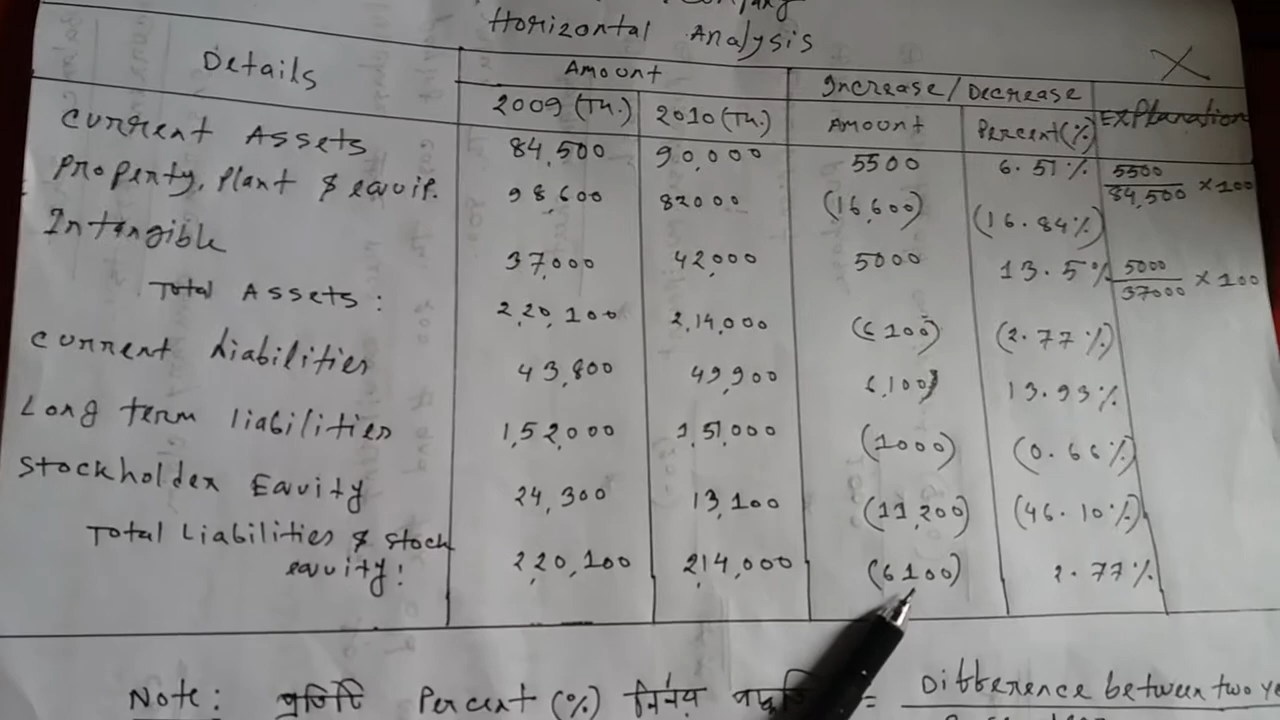 Horizontal Analysis
Details Amount Increase/Decrease
2009 (TH.) 2010 (TH.) Amount Percent(%) Explanation
Current Assets 84,500 90,000 5500 6.51% 5500/84,500 × 100
Property, Plant & equip. 98,600 82000 (16,600) (16.84%)
Intangible 37,000 42,000 5000 13.5% 5000/37000 × 100
Total Assets: 2,20,100 2,14,000 (6100) (2.77%)
Current liabilities 43,800 49,900 6,100) 13.93%
Long term liabilities 1,52,000 1,51,000 (1000) (0.66%)
Stockholder Equity 24,300 13,100 (11,200) (46.10%)
Total Liabilities & Stock
equity: 2,20,100 2,14,000 (6100) 2.77%
Note: Percent (%) = Difference between two